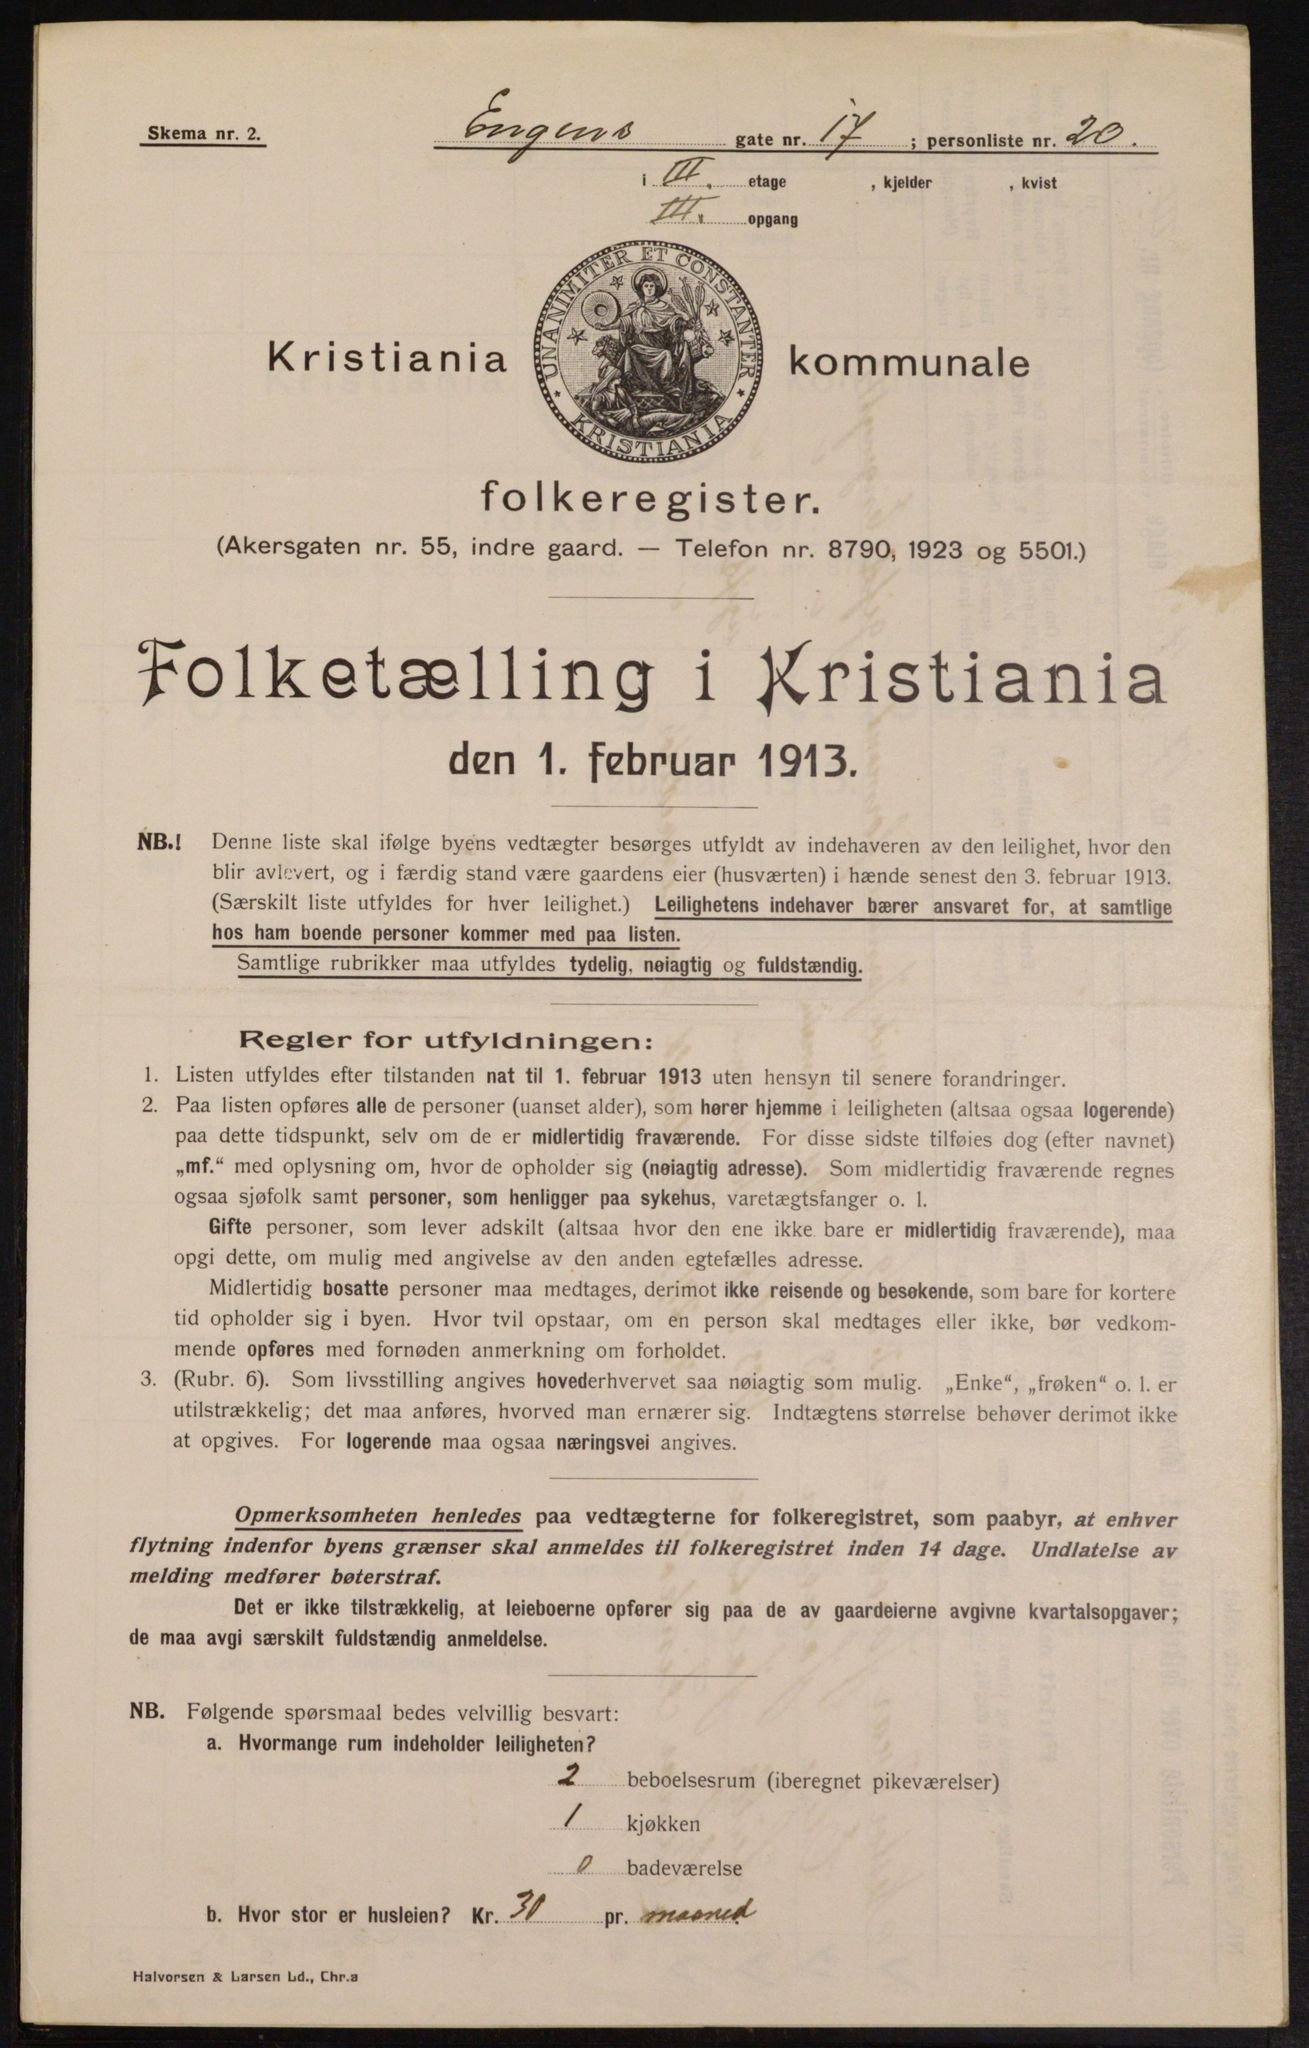 Skema nr. 2.
Engens gate nr. 17 ; personliste nr. 20.
i III. etage , kjelder , kvist
III. opgang
UNANIMITER ET CONSTANTER
KRISTIANIA
Kristiania kommunale
folkeregister.
(Akersgaten nr. 55, indre gaard. — Telefon nr. 8790, 1923 og 5501.)
Folketælling i Kristiania
den 1. februar 1913.
NB.! Denne liste skal ifølge byens vedtægter besørges utfyldt av indehaveren av den leilighet, hvor den
blir avlevert, og i færdig stand være gaardens eier (husværten) i hænde senest den 3. februar 1913.
(Særskilt liste utfyldes for hver leilighet.) Leilighetens indehaver bærer ansvaret for, at samtlige
hos ham boende personer kommer med paa listen.
Samtlige rubrikker maa utfyldes tydelig, nøiagtig og fuldstændig.
Regler for utfyldningen:
1. Listen utfyldes efter tilstanden nat til 1. februar 1913 uten hensyn til senere forandringer.
2. Paa listen opføres alle de personer (uanset alder), som hører hjemme i leiligheten (altsaa ogsaa logerende)
paa dette tidspunkt, selv om de er midlertidig fraværende. For disse sidste tilføies dog (efter navnet)
„mf.“ med oplysning om, hvor de opholder sig (nøiagtig adresse). Som midlertidig fraværende regnes
ogsaa sjøfolk samt personer, som henligger paa sykehus, varetægtsfanger o. l.
Gifte personer, som lever adskilt (altsaa hvor den ene ikke bare er midlertidig fraværende), maa
opgi dette, om mulig med angivelse av den anden egtefælles adresse.
Midlertidig bosatte personer maa medtages, derimot ikke reisende og besøkende, som bare for kortere
tid opholder sig i byen. Hvor tvil opstaar, om en person skal medtages eller ikke, bør vedkom-
mende opføres med fornøden anmerkning om forholdet.
3. (Rubr. 6). Som livsstilling angives hovederhvervet saa nøiagtig som mulig. „Enke“, „frøken“ o. l. er
utilstrækkelig; det maa anføres, hvorved man ernærer sig. Indtægtens størrelse behøver derimot ikke
at opgives. For logerende maa ogsaa næringsvei angives.
Opmerksomheten henledes paa vedtægterne for folkeregistret, som paabyr, at enhver
flytning indenfor byens grænser skal anmeldes til folkeregistret inden 14 dage. Undlatelse av
melding medfører bøterstraf.
Det er ikke tilstrækkelig, at leieboerne opfører sig paa de av gaardeierne avgivne kvartalsopgaver;
de maa avgi særskilt fuldstændig anmeldelse.
NB. Følgende spørsmaal bedes velvillig besvart:
a. Hvormange rum indeholder leiligheten?
2 beboelsesrum (iberegnet pikeværelser)
1 kjøkken
0 badeværelse
b. Hvor stor er husleien? Kr. 30 pr. maaned
Halvorsen & Larsen Ld., Chr.a